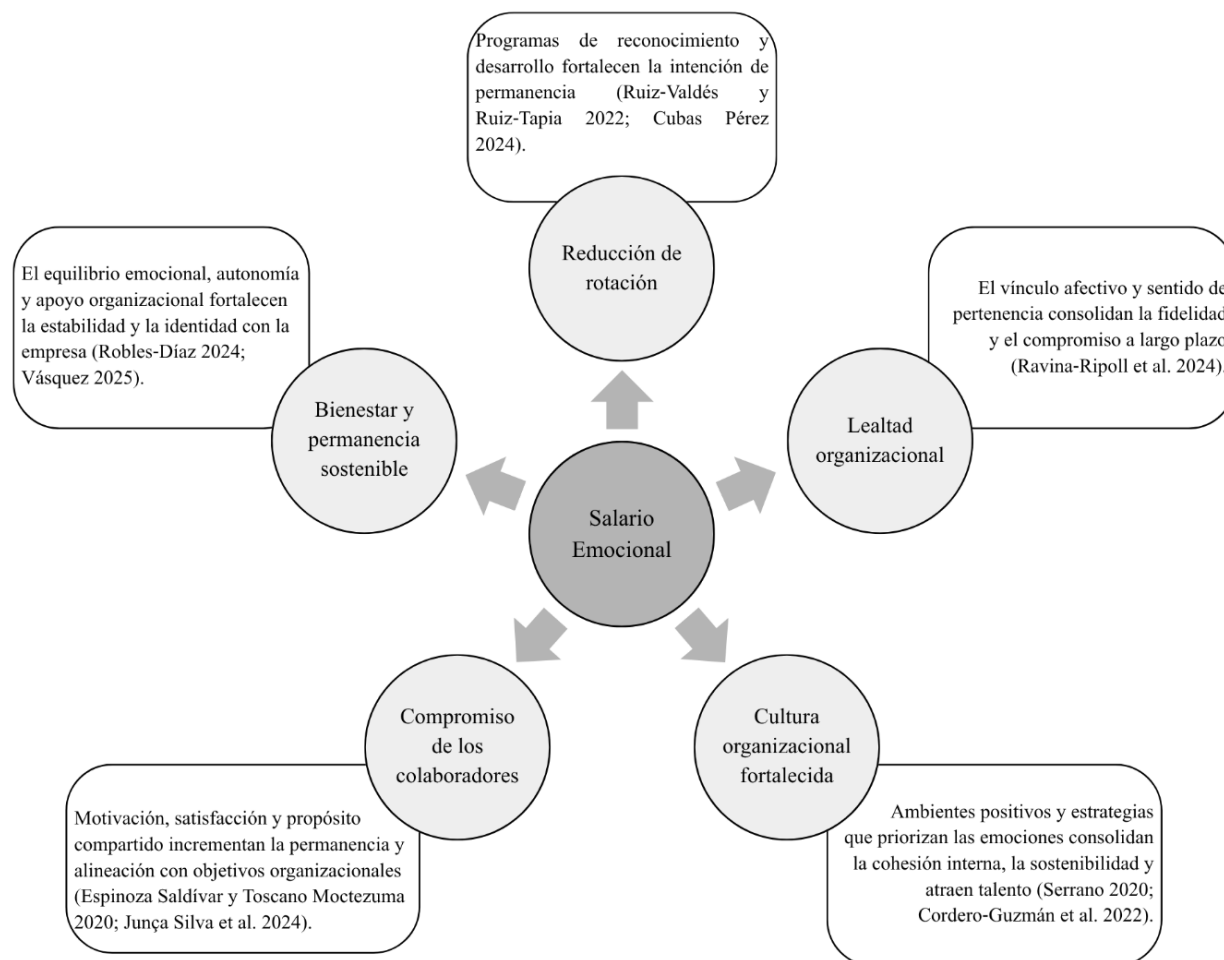 Programas de reconocimiento y
desarrollo fortalecen la intención de
permanencia (Ruiz-Valdés y
Ruiz-Tapia 2022; Cubas Pérez
2024).
Reducción de
rotación
El equilibrio emocional, autonomía
y apoyo organizacional fortalecen
la estabilidad y la identidad con la
empresa (Robles-Díaz 2024;
Vásquez 2025).
Bienestar y
permanencia
sostenible
El vínculo afectivo y sentido de
pertenencia consolidan la fidelidad
y el compromiso a largo plazo
(Ravina-Ripoll et al. 2024).
Lealtad
organizacional
Salario
Emocional
Compromiso
de los
colaboradores
Motivación, satisfacción y propósito
compartido incrementan la permanencia y
alineación con objetivos organizacionales
(Espinoza Saldívar y Toscano Moctezuma
2020; Junça Silva et al. 2024).
Cultura
organizacional
fortalecida
Ambientes positivos y estrategias
que priorizan las emociones consolidan
la cohesión interna, la sostenibilidad y
atraen talento (Serrano 2020;
Cordero-Guzmán et al. 2022).